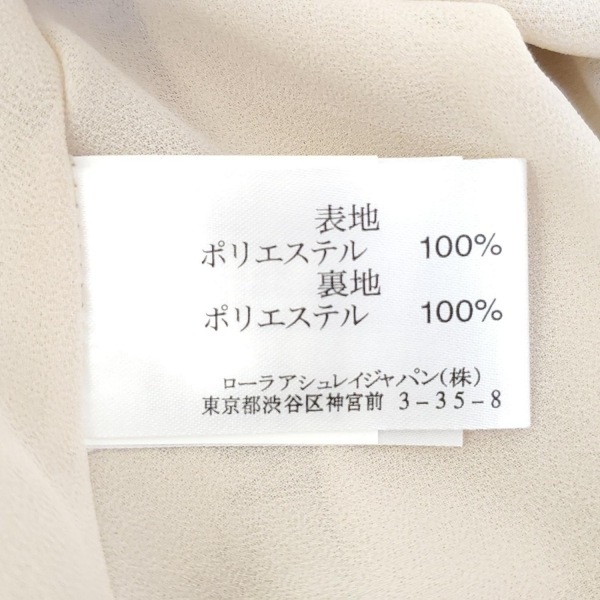 表地
ポリエステル 100%
裏地
ポリエステル 100%
ローラアシュレイジャパン(株)
東京都渋谷区神宮前 3-35-8